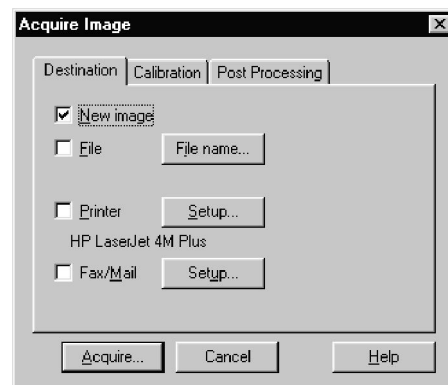 Acquire Image
Destination Calibration Post Processing
New image
File File name...
Printer Setup...
HP LaserJet 4M Plus
Fax/Mail Setup...
Acquire... Cancel Help